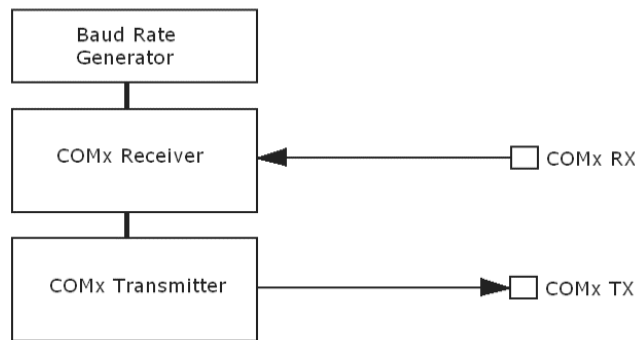 Baud Rate
Generator
COMx Receiver
COMx RX
COMx Transmitter
COMx TX